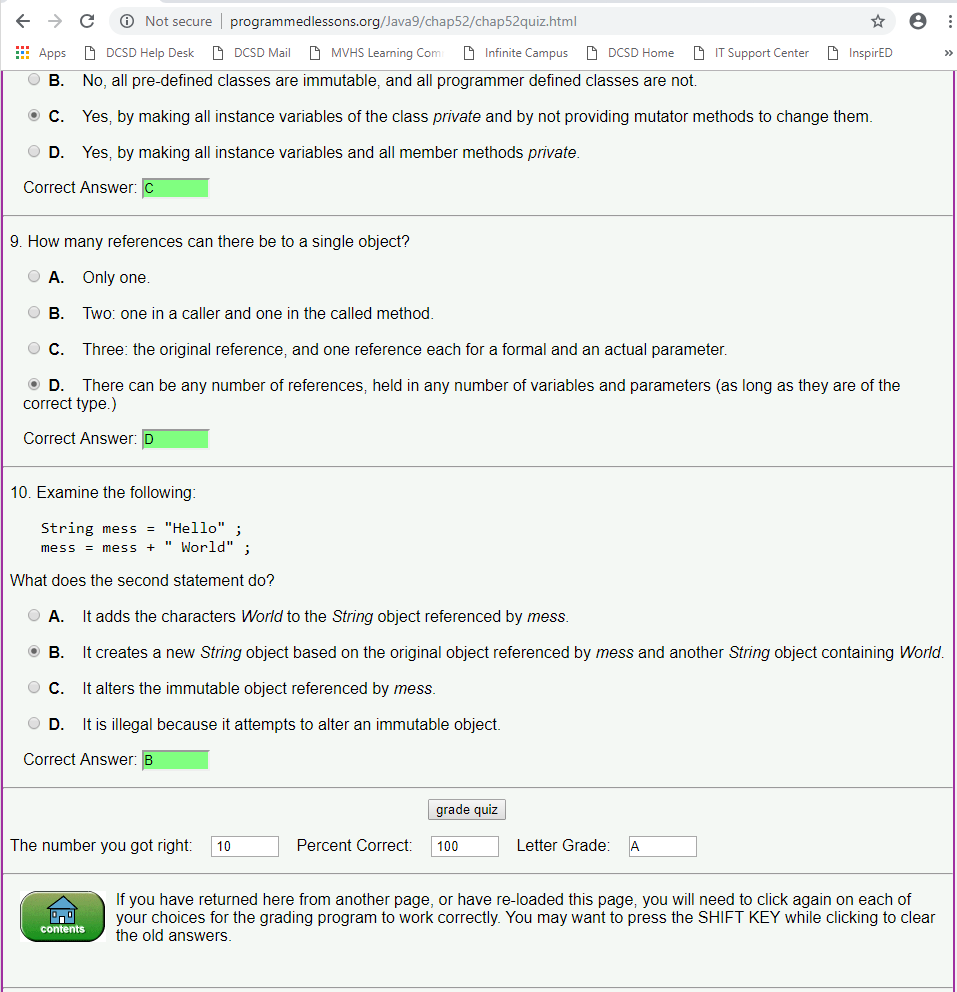 Not secure | programmedlessons.org/Java9/chap52/chap52quiz.html
Apps DCSD Help Desk DCSD Mail MVHS Learning Com Infinite Campus DCSD Home IT Support Center InspirED »
B. No, all pre-defined classes are immutable, and all programmer defined classes are not.
C. Yes, by making all instance variables of the class private and by not providing mutator methods to change them.
D. Yes, by making all instance variables and all member methods private.
Correct Answer: C
9. How many references can there be to a single object?
A. Only one.
B. Two: one in a caller and one in the called method.
C. Three: the original reference, and one reference each for a formal and an actual parameter.
D. There can be any number of references, held in any number of variables and parameters (as long as they are of the
correct type.)
Correct Answer: D
10. Examine the following:
String mess = "Hello" ;
mess = mess + " World" ;
What does the second statement do?
A. It adds the characters World to the String object referenced by mess.
B. It creates a new String object based on the original object referenced by mess and another String object containing World.
C. It alters the immutable object referenced by mess.
D. It is illegal because it attempts to alter an immutable object.
Correct Answer: B
grade quiz
The number you got right: 10 Percent Correct: 100 Letter Grade: A
contents
If you have returned here from another page, or have re-loaded this page, you will need to click again on each of
your choices for the grading program to work correctly. You may want to press the SHIFT KEY while clicking to clear
the old answers.